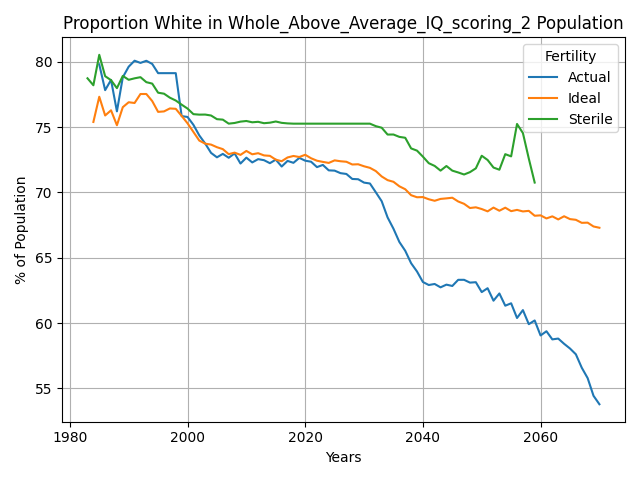 Proportion White in Whole_Above_Average_IQ_scoring_2 Population
Fertility
Actual
Ideal
Sterile
% of Population
80
75
70
65
60
55
1980
2000
2020
2040
2060
Years